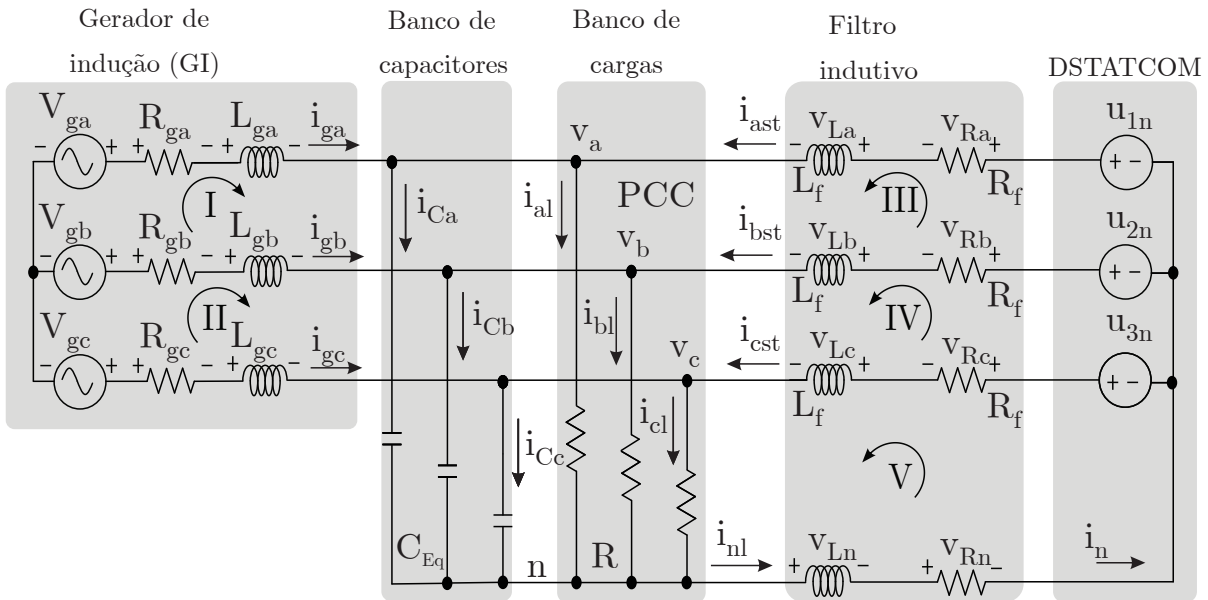 Gerador de
indução (GI)
Banco de
capacitores
Banco de
cargas
Filtro
indutivo
DSTATCOM
V_ga
R_ga
L_ga
i_ga
V_gb
R_gb
L_gb
i_gb
V_gc
R_gc
L_gc
i_gc
I
II
i_Ca
i_Cb
i_Cc
C_Eq
n
v_a
v_b
v_c
PCC
i_al
i_bl
i_cl
R
i_nl
i_ast
i_bst
i_cst
v_La
v_Ra
L_f
R_f
III
v_Lb
v_Rb
L_f
R_f
IV
v_Lc
v_Rc
L_f
R_f
V
v_Ln
v_Rn
u_1n
u_2n
u_3n
i_n